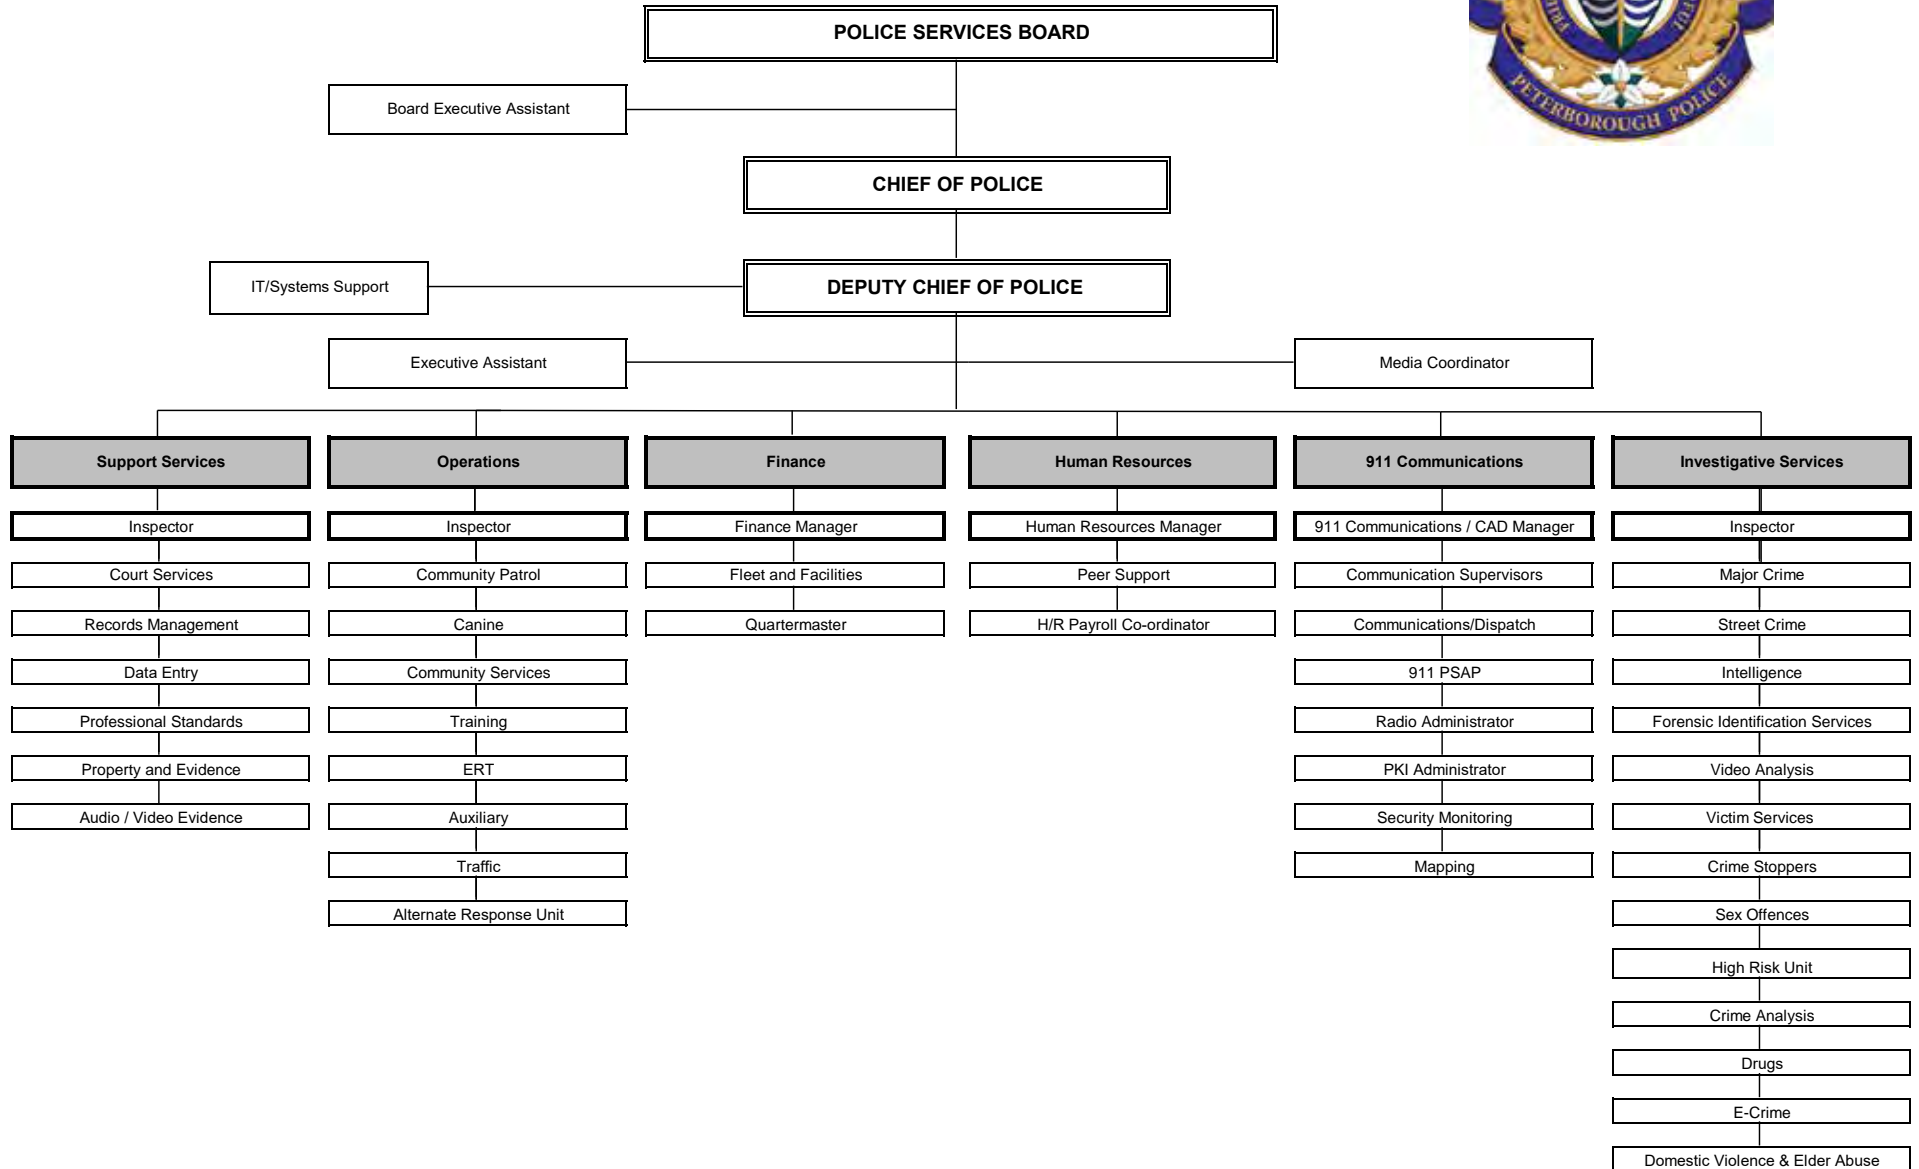 POLICE SERVICES BOARD
PETERBOROUGH POLICE
Board Executive Assistant
CHIEF OF POLICE
IT/Systems Support
DEPUTY CHIEF OF POLICE
Executive Assistant
Media Coordinator
Support Services
Operations
Finance
Human Resources
911 Communications
Investigative Services
Inspector
Inspector
Finance Manager
Human Resources Manager
911 Communications / CAD Manager
Inspector
Court Services
Community Patrol
Fleet and Facilities
Peer Support
Communication Supervisors
Major Crime
Records Management
Canine
Quartermaster
H/R Payroll Co-ordinator
Communications/Dispatch
Street Crime
Data Entry
Community Services
911 PSAP
Intelligence
Professional Standards
Training
Radio Administrator
Forensic Identification Services
Property and Evidence
ERT
PKI Administrator
Video Analysis
Audio / Video Evidence
Auxiliary
Security Monitoring
Victim Services
Traffic
Mapping
Crime Stoppers
Alternate Response Unit
Sex Offences
High Risk Unit
Crime Analysis
Drugs
E-Crime
Domestic Violence & Elder Abuse